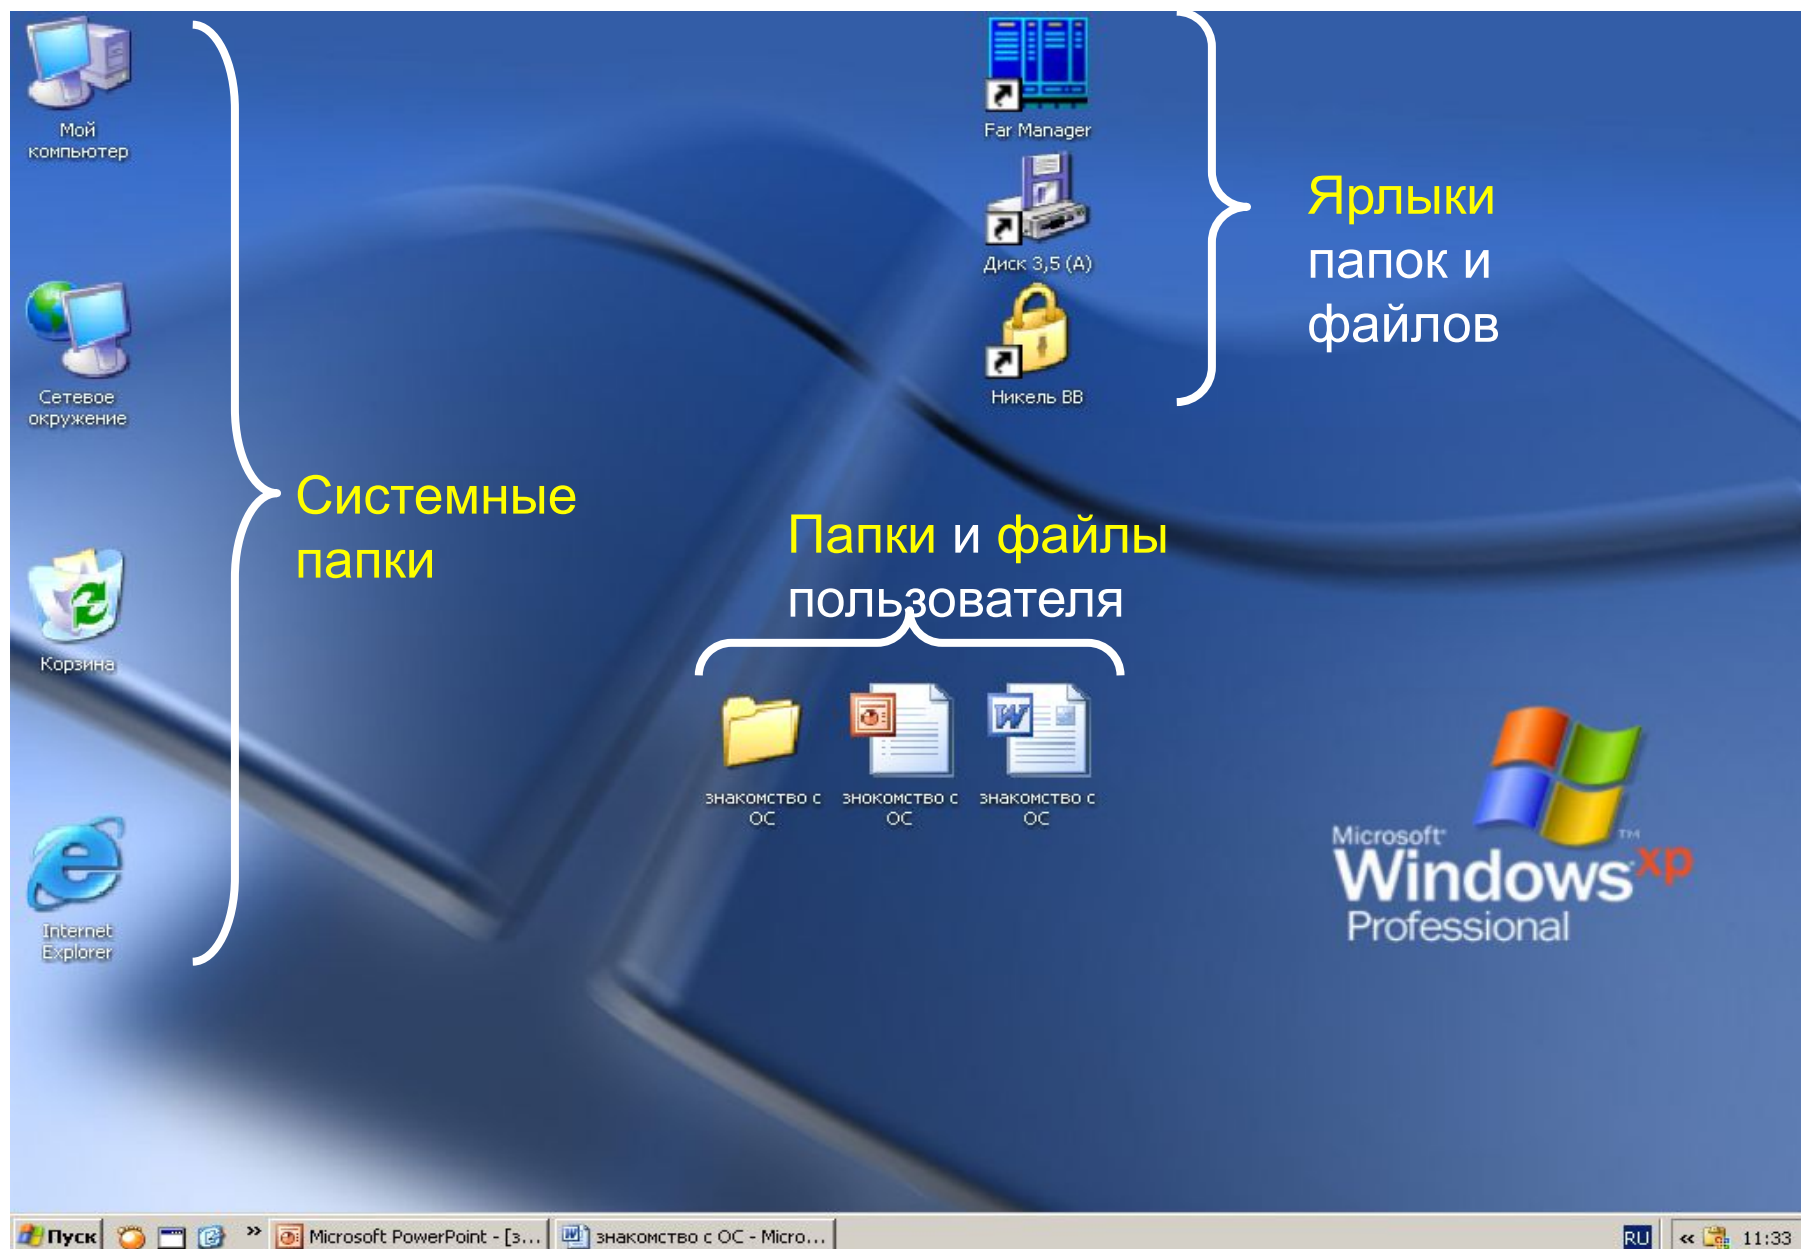 Мой
компьютер
Сетевое
окружение
Корзина
Internet
Explorer
Системные
папки
Far Manager
Диск 3,5 (A)
Никель ВВ
Ярлыки
папок и
файлов
Папки и файлы
пользователя
знакомство с
ОС
знокомство с
ОС
знакомство с
ОС
Microsoft
Windows xp
TM
Professional
Пуск
»
Microsoft PowerPoint - [з...
знакомство с ОС - Micro...
RU
«
11:33